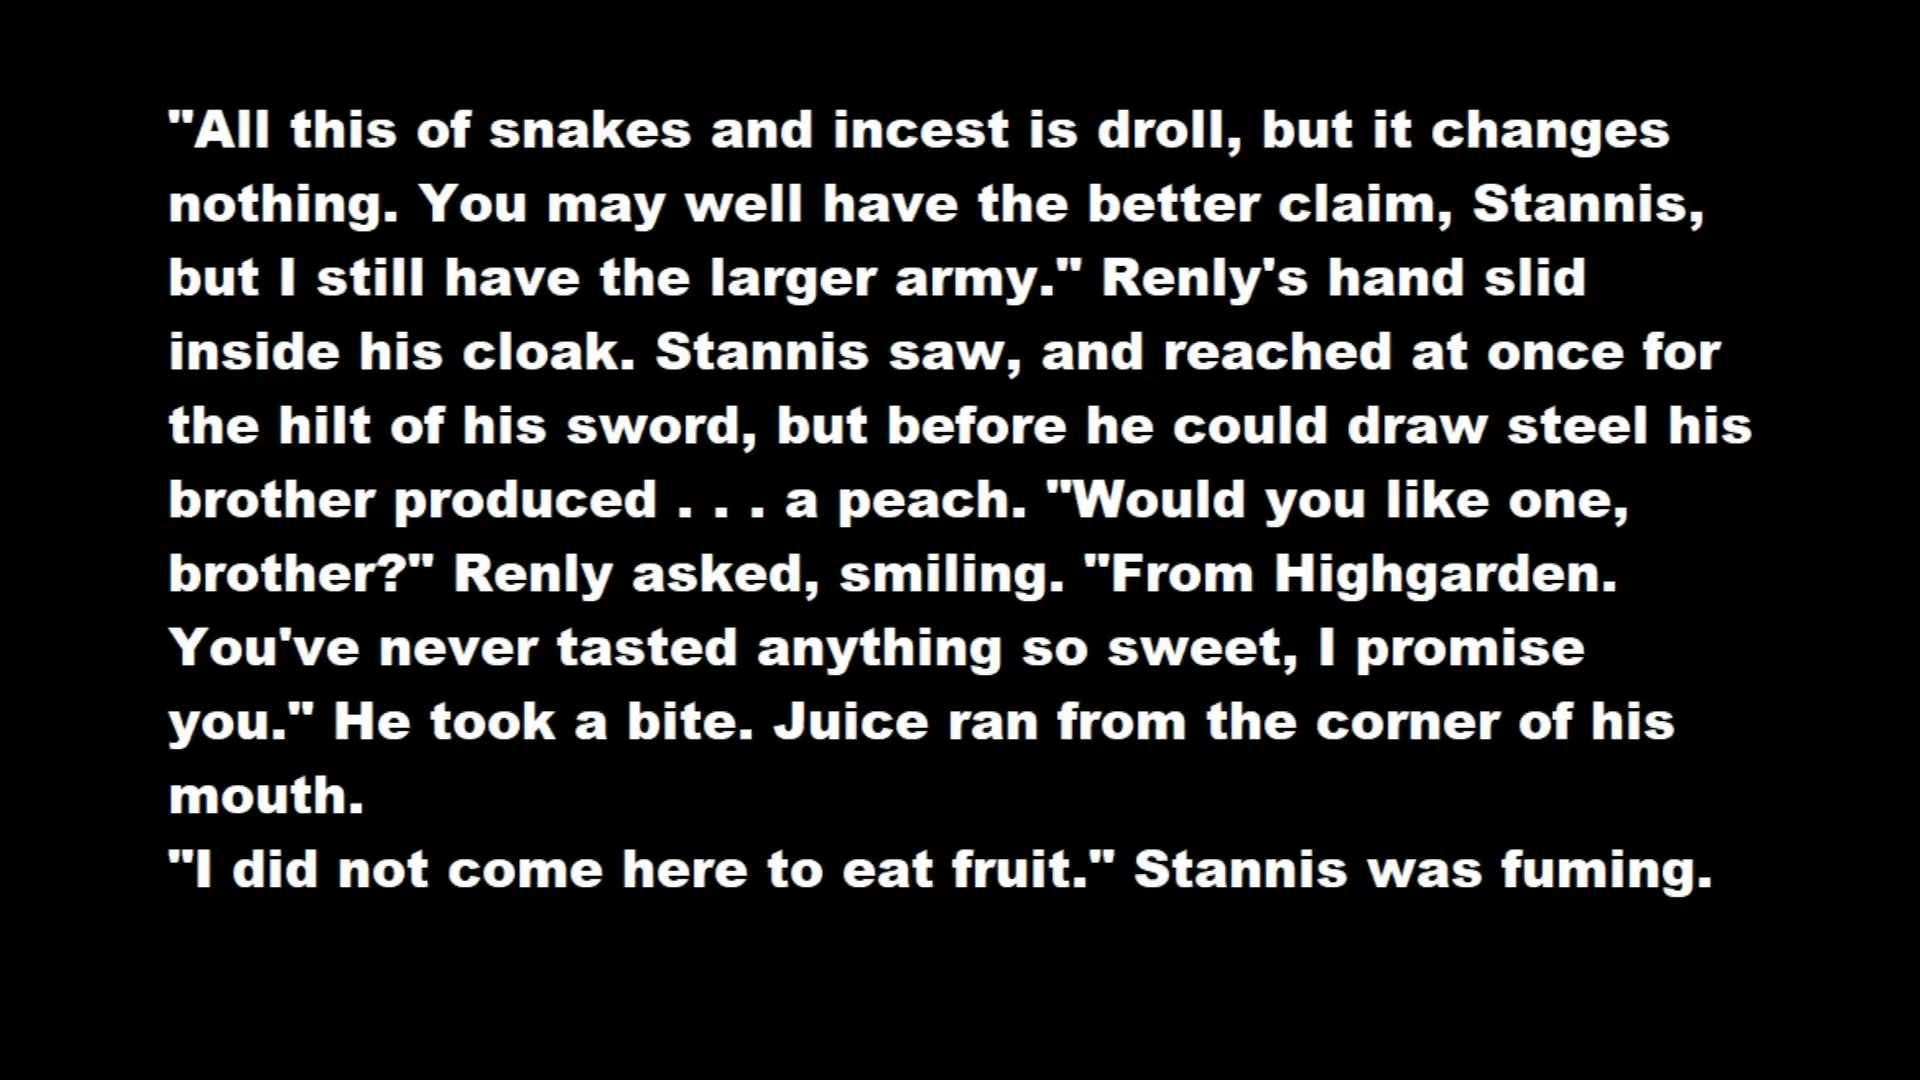 "All this of snakes and incest is droll, but it changes
nothing. You may well have the better claim, Stannis,
but I still have the larger army." Renly's hand slid
inside his cloak. Stannis saw, and reached at once for
the hilt of his sword, but before he could draw steel his
brother produced . . . a peach. "Would you like one,
brother?" Renly asked, smiling. "From Highgarden.
You've never tasted anything so sweet, I promise
you." He took a bite. Juice ran from the corner of his
mouth.
"I did not come here to eat fruit." Stannis was fuming.